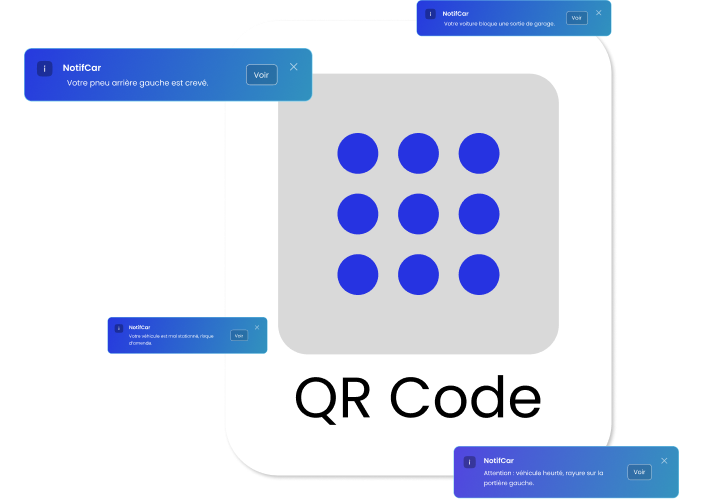 NotifCar
Votre voiture bloque une sortie de garage.
Voir
NotifCar
Votre pneu arrière gauche est crevé.
Voir
NotifCar
Votre véhicule est mal stationné, risque
d'amende.
Voir
QR Code
NotifCar
Attention : véhicule heurté, rayure sur la
portière gauche.
Voir